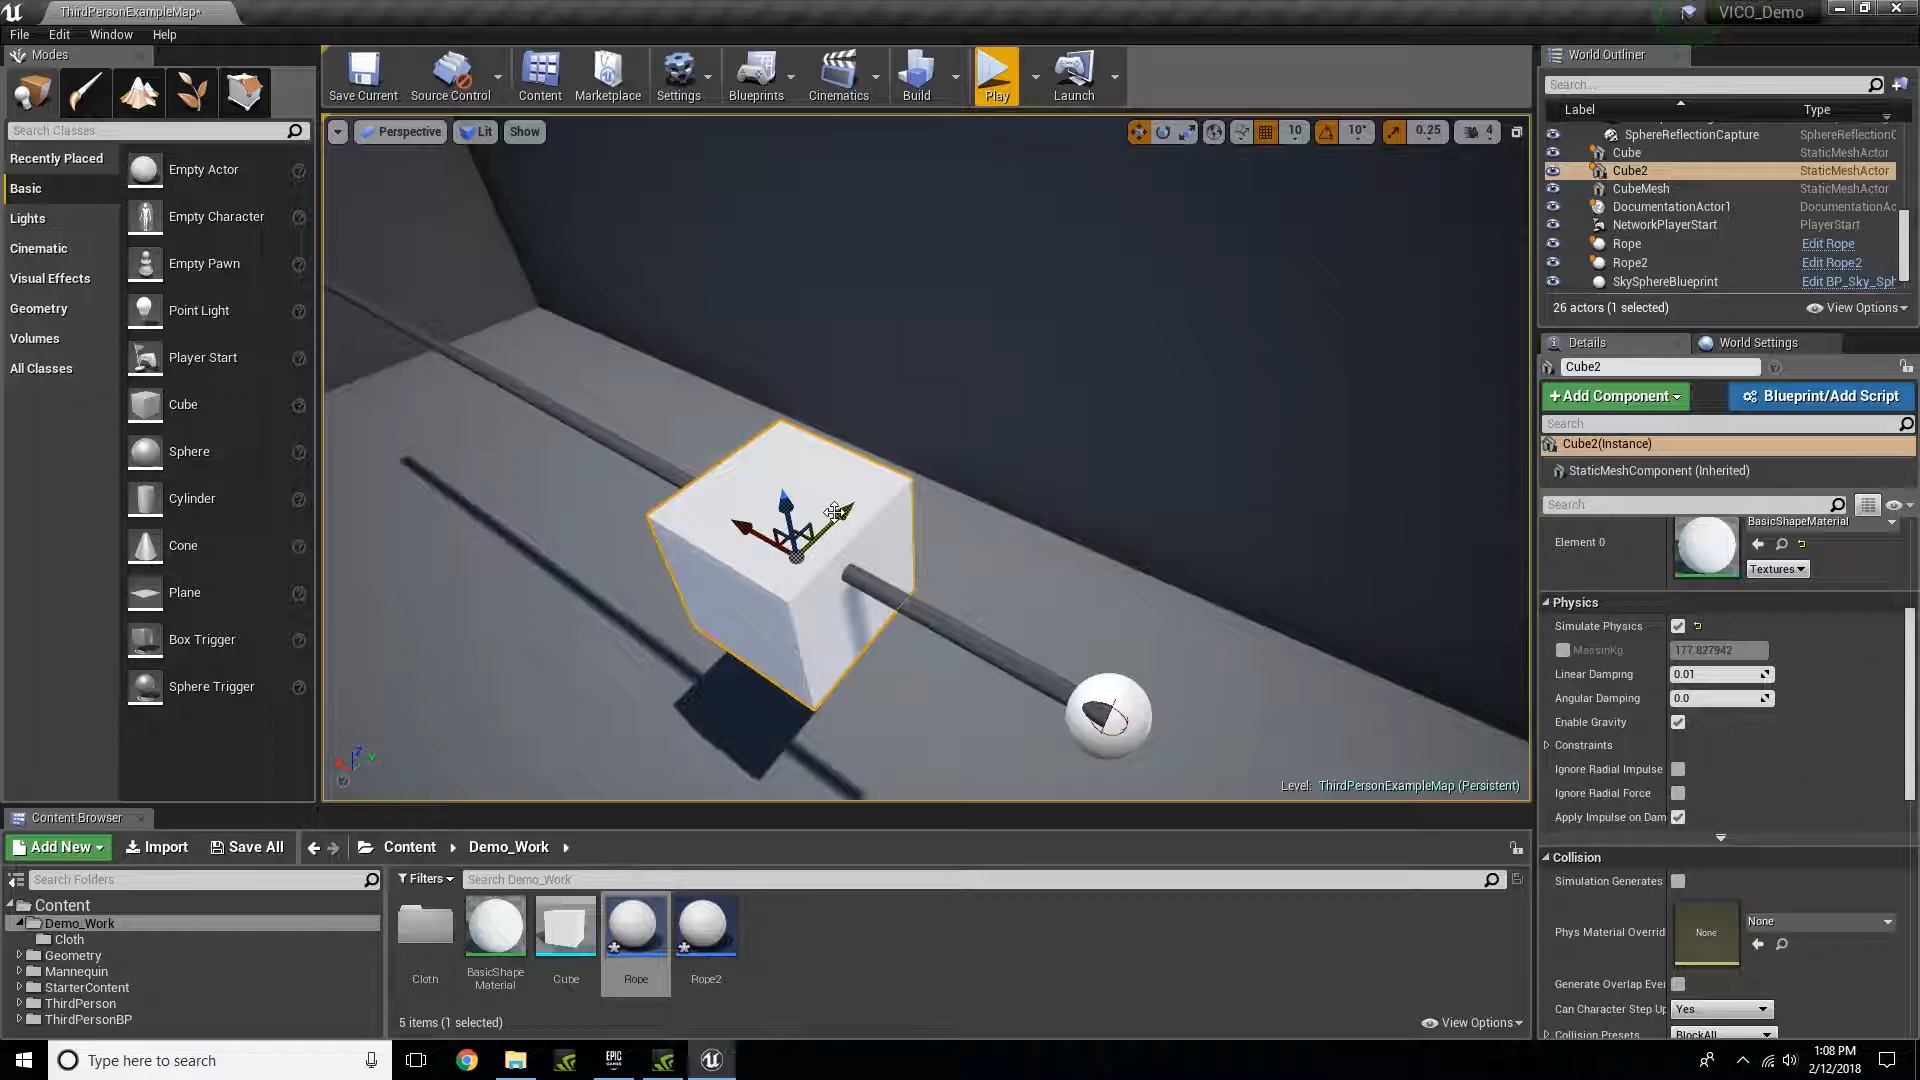 ThirdPersonExampleMap*
VICO_Demo
File Edit Window Help
Modes
Search Classes
Recently Placed
Basic
Lights
Cinematic
Visual Effects
Geometry
Volumes
All Classes
Empty Actor
Empty Character
Empty Pawn
Point Light
Player Start
Cube
Sphere
Cylinder
Cone
Plane
Box Trigger
Sphere Trigger
Save Current
Source Control
Content
Marketplace
Settings
Blueprints
Cinematics
Build
Play
Launch
Perspective
Lit
Show
10
10°
0.25
4
Level: ThirdPersonExampleMap (Persistent)
World Outliner
Search...
Label Type
SphereReflectionCapture SphereReflectionC
Cube StaticMeshActor
Cube2 StaticMeshActor
CubeMesh StaticMeshActor
DocumentationActor1 DocumentationAc
NetworkPlayerStart PlayerStart
Rope Edit Rope
Rope2 Edit Rope2
SkySphereBlueprint Edit BP_Sky_Sph
26 actors (1 selected)
View Options
Details
World Settings
Cube2
+Add Component
Blueprint/Add Script
Search
Cube2(Instance)
StaticMeshComponent (Inherited)
Search
Element 0
BasicShapeMaterial
Textures
Physics
Simulate Physics
MassInKg 177.827942
Linear Damping 0.01
Angular Damping 0.0
Enable Gravity
Constraints
Ignore Radial Impulse
Ignore Radial Force
Apply Impulse on Dam
Collision
Simulation Generates
Phys Material Overrid
None
None
Generate Overlap Ever
Can Character Step Up Yes
Collision Presets BlockAll
Content Browser
Add New
Import
Save All
Content
Demo_Work
Search Folders
Filters
Search Demo_Work
Content
Demo_Work
Cloth
Geometry
Mannequin
StarterContent
ThirdPerson
ThirdPersonBP
Cloth
BasicShape
Material
Cube
Rope
Rope2
5 items (1 selected)
View Options
Type here to search
EPIC
GAMES
1:08 PM
2/12/2018